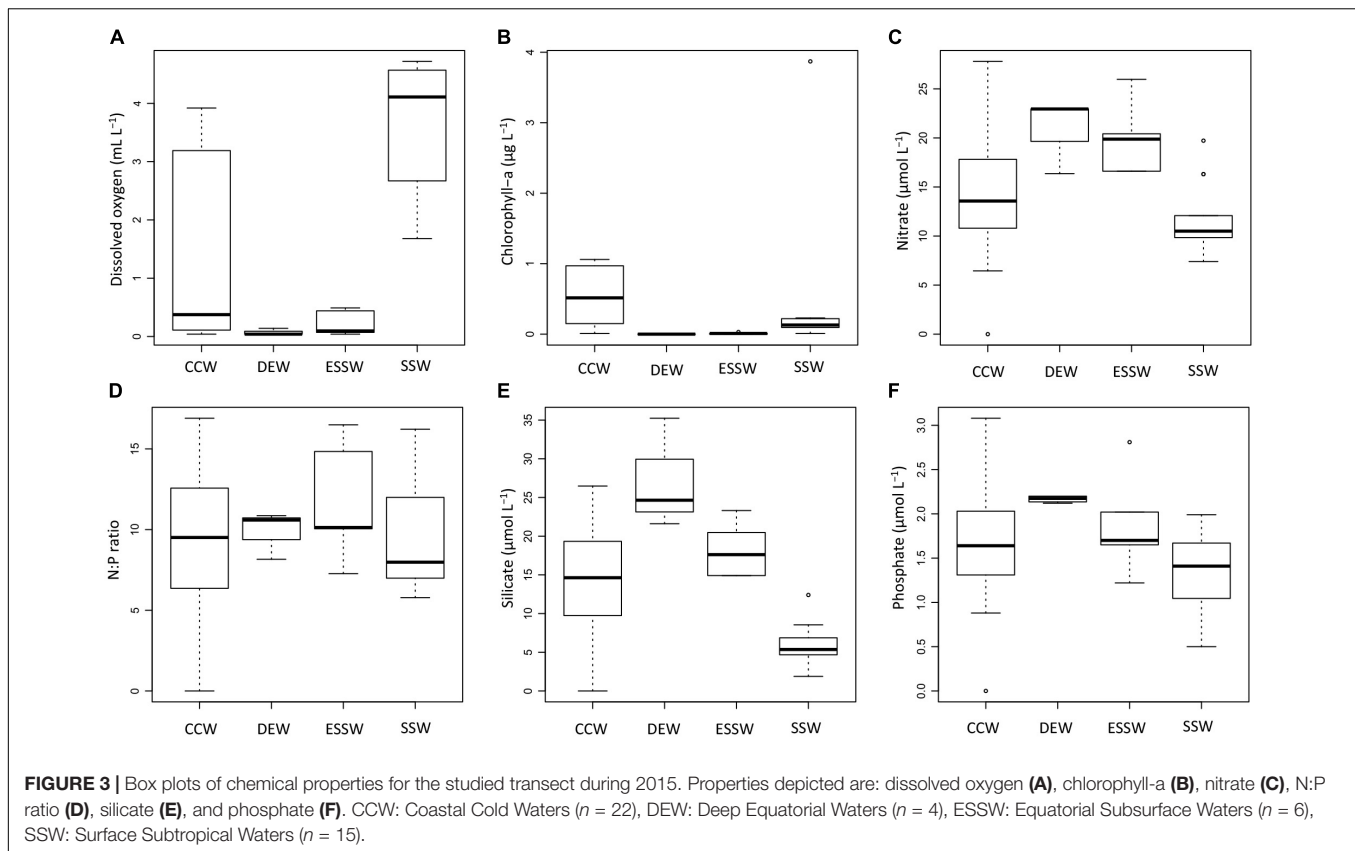 A
Dissolved oxygen (mL L⁻¹)
4
3
2
1
0
CCW DEW ESSW SSW
B
Chlorophyll-a (µg L⁻¹)
4
3
2
1
0
CCW DEW ESSW SSW
C
Nitrate (µmol L⁻¹)
25
20
15
10
5
0
CCW DEW ESSW SSW
D
N:P ratio
15
10
5
0
CCW DEW ESSW SSW
E
Silicate (µmol L⁻¹)
35
30
25
20
15
10
5
0
CCW DEW ESSW SSW
F
Phosphate (µmol L⁻¹)
3.0
2.5
2.0
1.5
1.0
0.5
0.0
CCW DEW ESSW SSW
FIGURE 3 | Box plots of chemical properties for the studied transect during 2015. Properties depicted are: dissolved oxygen (A), chlorophyll-a (B), nitrate (C), N:P
ratio (D), silicate (E), and phosphate (F). CCW: Coastal Cold Waters (n = 22), DEW: Deep Equatorial Waters (n = 4), ESSW: Equatorial Subsurface Waters (n = 6),
SSW: Surface Subtropical Waters (n = 15).